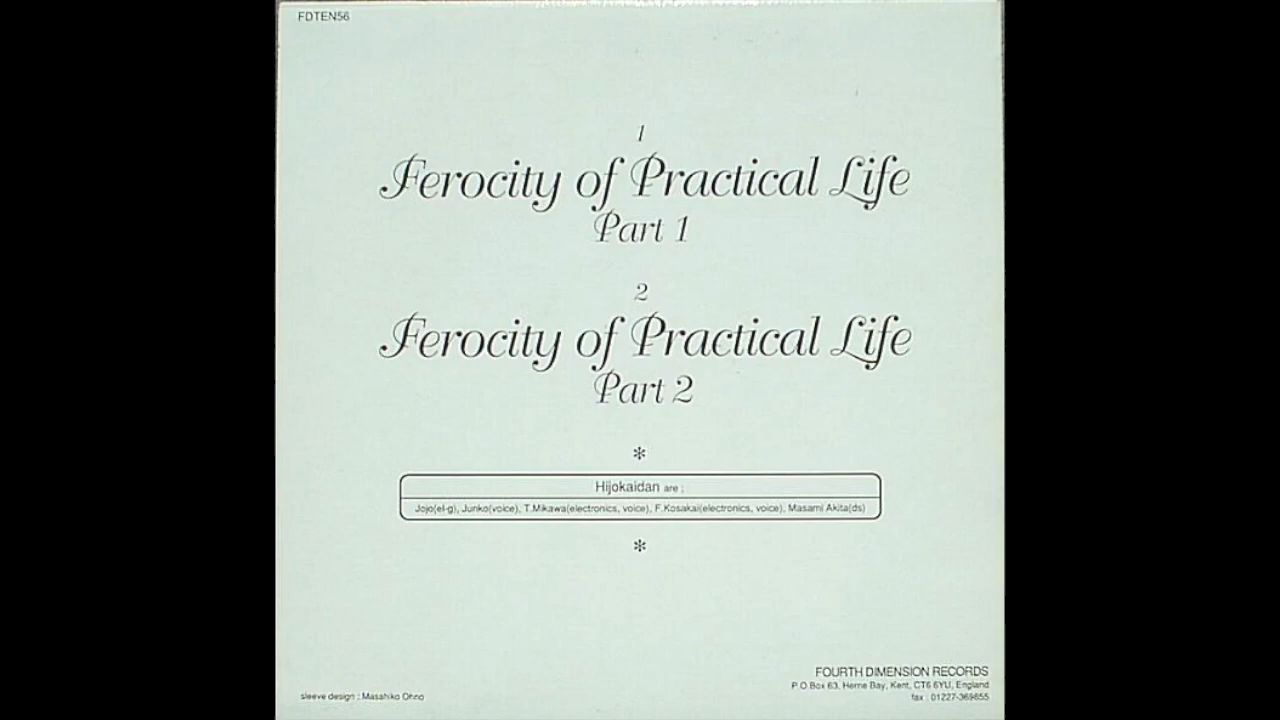 FDTEN56
1
Ferocity of Practical Life
Part 1
2
Ferocity of Practical Life
Part 2
*
Hijokaidan are ;
Jojo(el-g), Junko(voice), T.Mikawa(electronics, voice), F.Kosakai(electronics, voice), Masami Akita(ds)
*
FOURTH DIMENSION RECORDS
P.O.Box 63, Herne Bay, Kent, CT6 6YU, England
sleeve design ; Masahiko Ohno
fax : 01227-369855